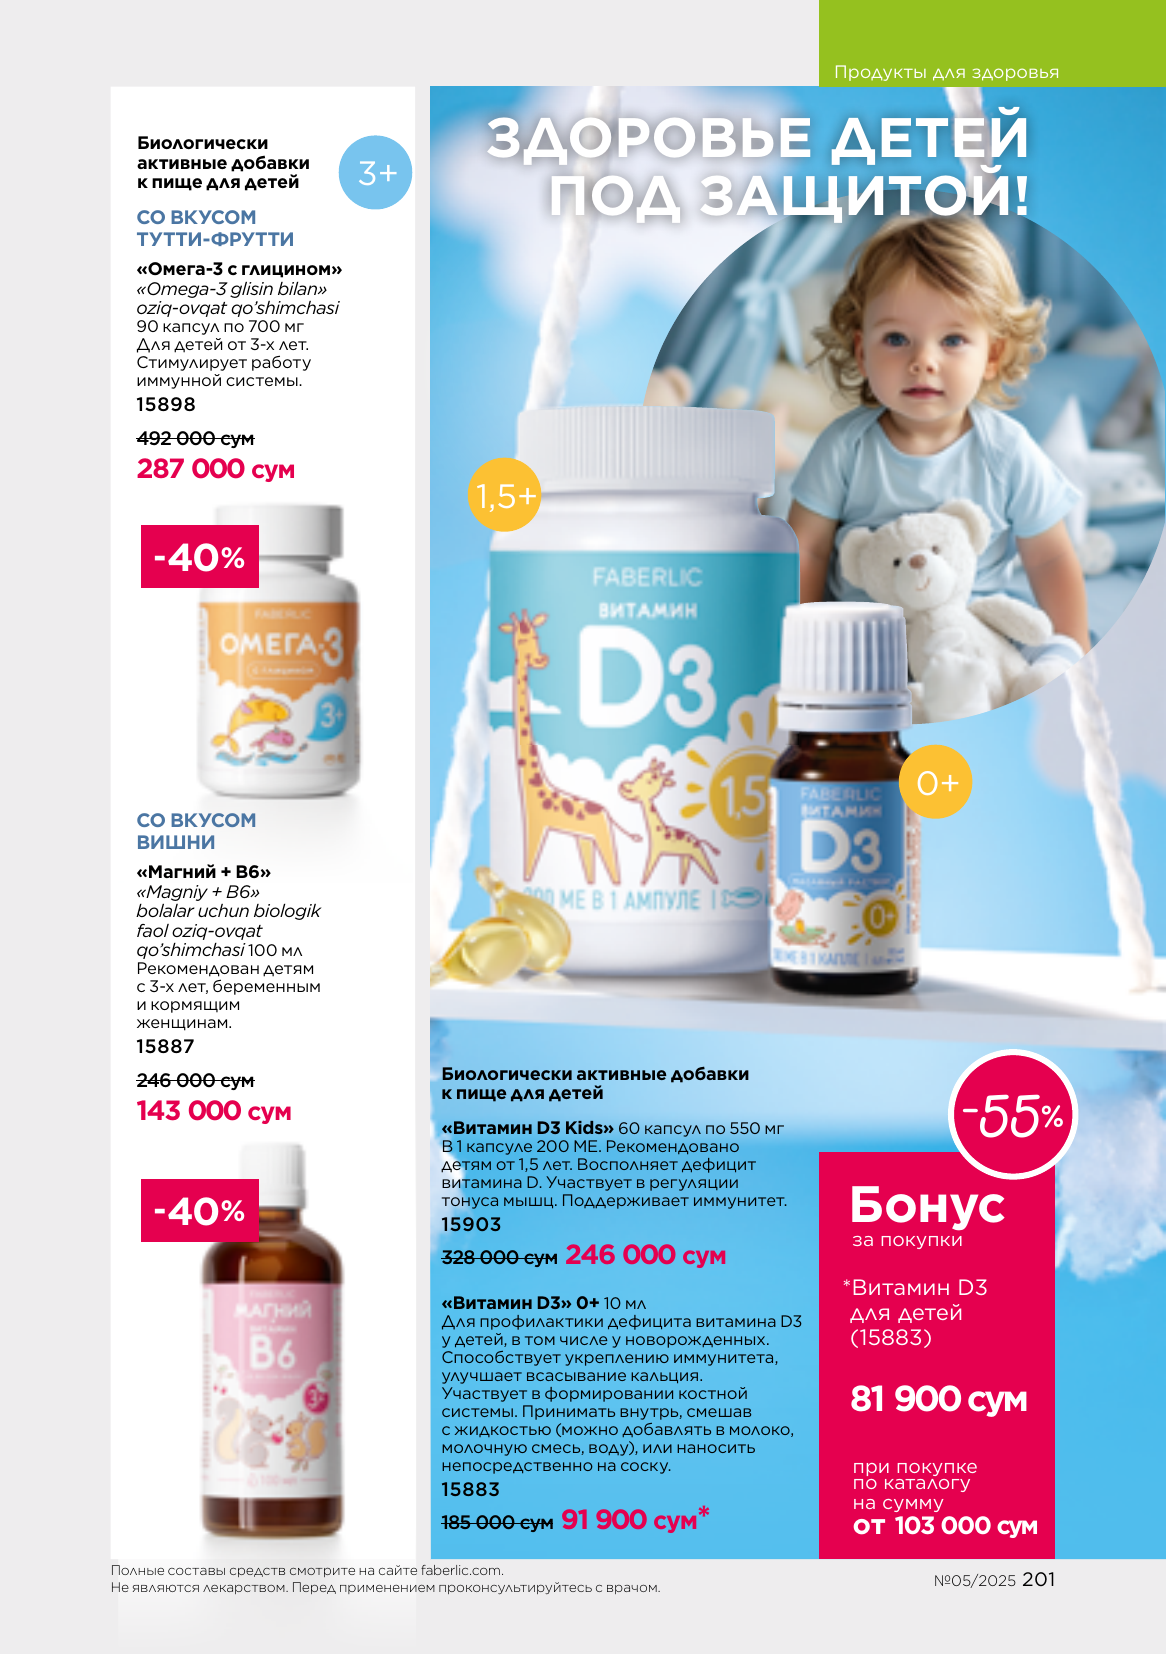 Продукты для здоровья
Биологически
активные добавки
к пище для детей
3+
СО ВКУСОМ
ТУТТИ-ФРУТТИ
«Омега-3 с глицином»
«Omega-3 glisin bilan»
oziq-ovqat qo'shimchasi
90 капсул по 700 мг
Для детей от 3-х лет.
Стимулирует работу
иммунной системы.
15898
492 000 сум
287 000 сум
-40%
FABERLIC
ОМЕГА-3
с глицином
3+
СО ВКУСОМ
ВИШНИ
«Магний + B6»
«Magniy + B6»
bolalar uchun biologik
faol oziq-ovqat
qo'shimchasi 100 мл
Рекомендован детям
с 3-х лет, беременным
и кормящим
женщинам.
15887
246 000 сум
143 000 сум
-40%
FABERLIC
МАГНИЙ
ВИТАМИН
B6
3+
100 мл
ЗДОРОВЬЕ ДЕТЕЙ
ПОД ЗАЩИТОЙ!
1,5+
FABERLIC
ВИТАМИН
D3
1,5
200 МЕ В 1 АМПУЛЕ
0+
FABERLIC
ВИТАМИН
D3
МАСЛЯНЫЙ РАСТВОР
0+
МЕ В 1 КАПЛЕ
Биологически активные добавки
к пище для детей
«Витамин D3 Kids» 60 капсул по 550 мг
В 1 капсуле 200 МЕ. Рекомендовано
детям от 1,5 лет. Восполняет дефицит
витамина D. Участвует в регуляции
тонуса мышц. Поддерживает иммунитет.
15903
328 000 сум 246 000 сум
«Витамин D3» 0+ 10 мл
Для профилактики дефицита витамина D3
у детей, в том числе у новорожденных.
Способствует укреплению иммунитета,
улучшает всасывание кальция.
Участвует в формировании костной
системы. Принимать внутрь, смешав
с жидкостью (можно добавлять в молоко,
молочную смесь, воду), или наносить
непосредственно на соску.
15883
185 000 сум 91 900 сум*
-55%
Бонус
за покупки
*Витамин D3
для детей
(15883)
81 900 сум
при покупке
по каталогу
на сумму
от 103 000 сум
Полные составы средств смотрите на сайте faberlic.com.
Не являются лекарством. Перед применением проконсультируйтесь с врачом.
№05/2025 201